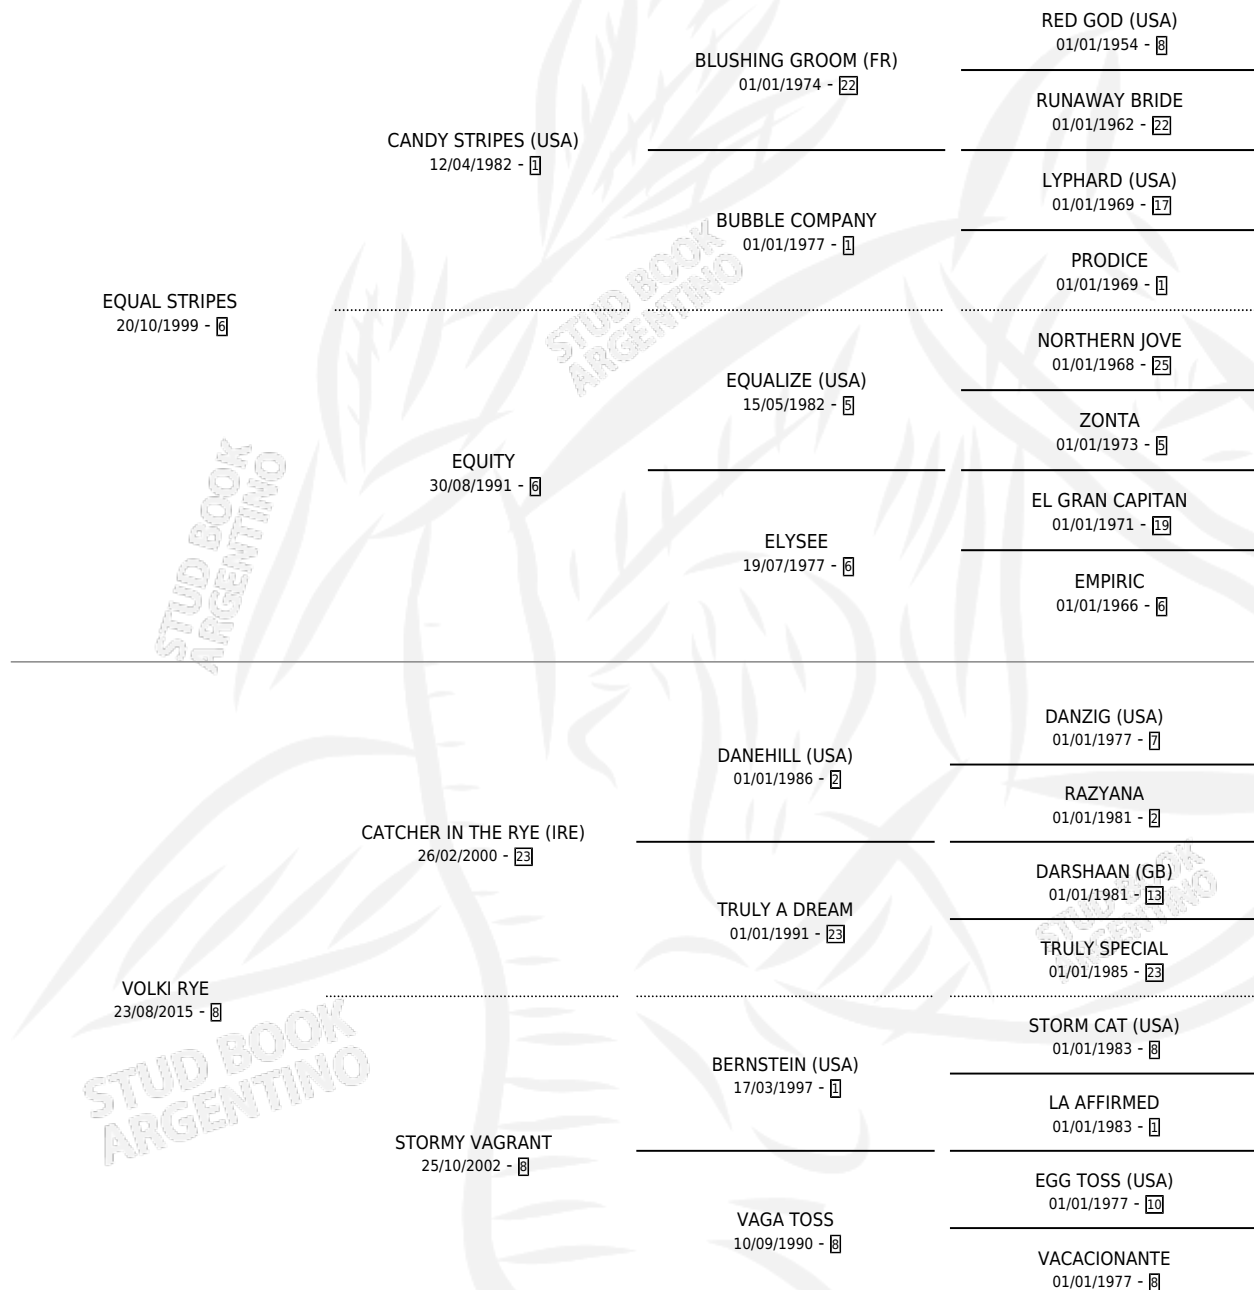 RED GOD (USA)
01/01/1954 - 8
BLUSHING GROOM (FR)
01/01/1974 - 22
RUNAWAY BRIDE
01/01/1962 - 22
CANDY STRIPES (USA)
12/04/1982 - 1
LYPHARD (USA)
01/01/1969 - 17
BUBBLE COMPANY
01/01/1977 - 1
PRODICE
01/01/1969 - 1
EQUAL STRIPES
20/10/1999 - 6
STUD BOOK
ARGENTINO
NORTHERN JOVE
01/01/1968 - 25
EQUALIZE (USA)
15/05/1982 - 5
ZONTA
01/01/1973 - 5
EQUITY
30/08/1991 - 6
EL GRAN CAPITAN
01/01/1971 - 19
ELYSEE
19/07/1977 - 6
EMPIRIC
01/01/1966 - 6
STUD BOOK
ARGENTINO
DANZIG (USA)
01/01/1977 - 7
DANEHILL (USA)
01/01/1986 - 2
RAZYANA
01/01/1981 - 2
CATCHER IN THE RYE (IRE)
26/02/2000 - 23
DARSHAAN (GB)
01/01/1981 - 13
STUD BOOK
ARGENTINO
TRULY A DREAM
01/01/1991 - 23
TRULY SPECIAL
01/01/1985 - 23
VOLKI RYE
23/08/2015 - 8
STUD BOOK
ARGENTINO
STORM CAT (USA)
01/01/1983 - 8
BERNSTEIN (USA)
17/03/1997 - 1
LA AFFIRMED
01/01/1983 - 1
STORMY VAGRANT
25/10/2002 - 8
EGG TOSS (USA)
01/01/1977 - 10
VAGA TOSS
10/09/1990 - 8
VACACIONANTE
01/01/1977 - 8